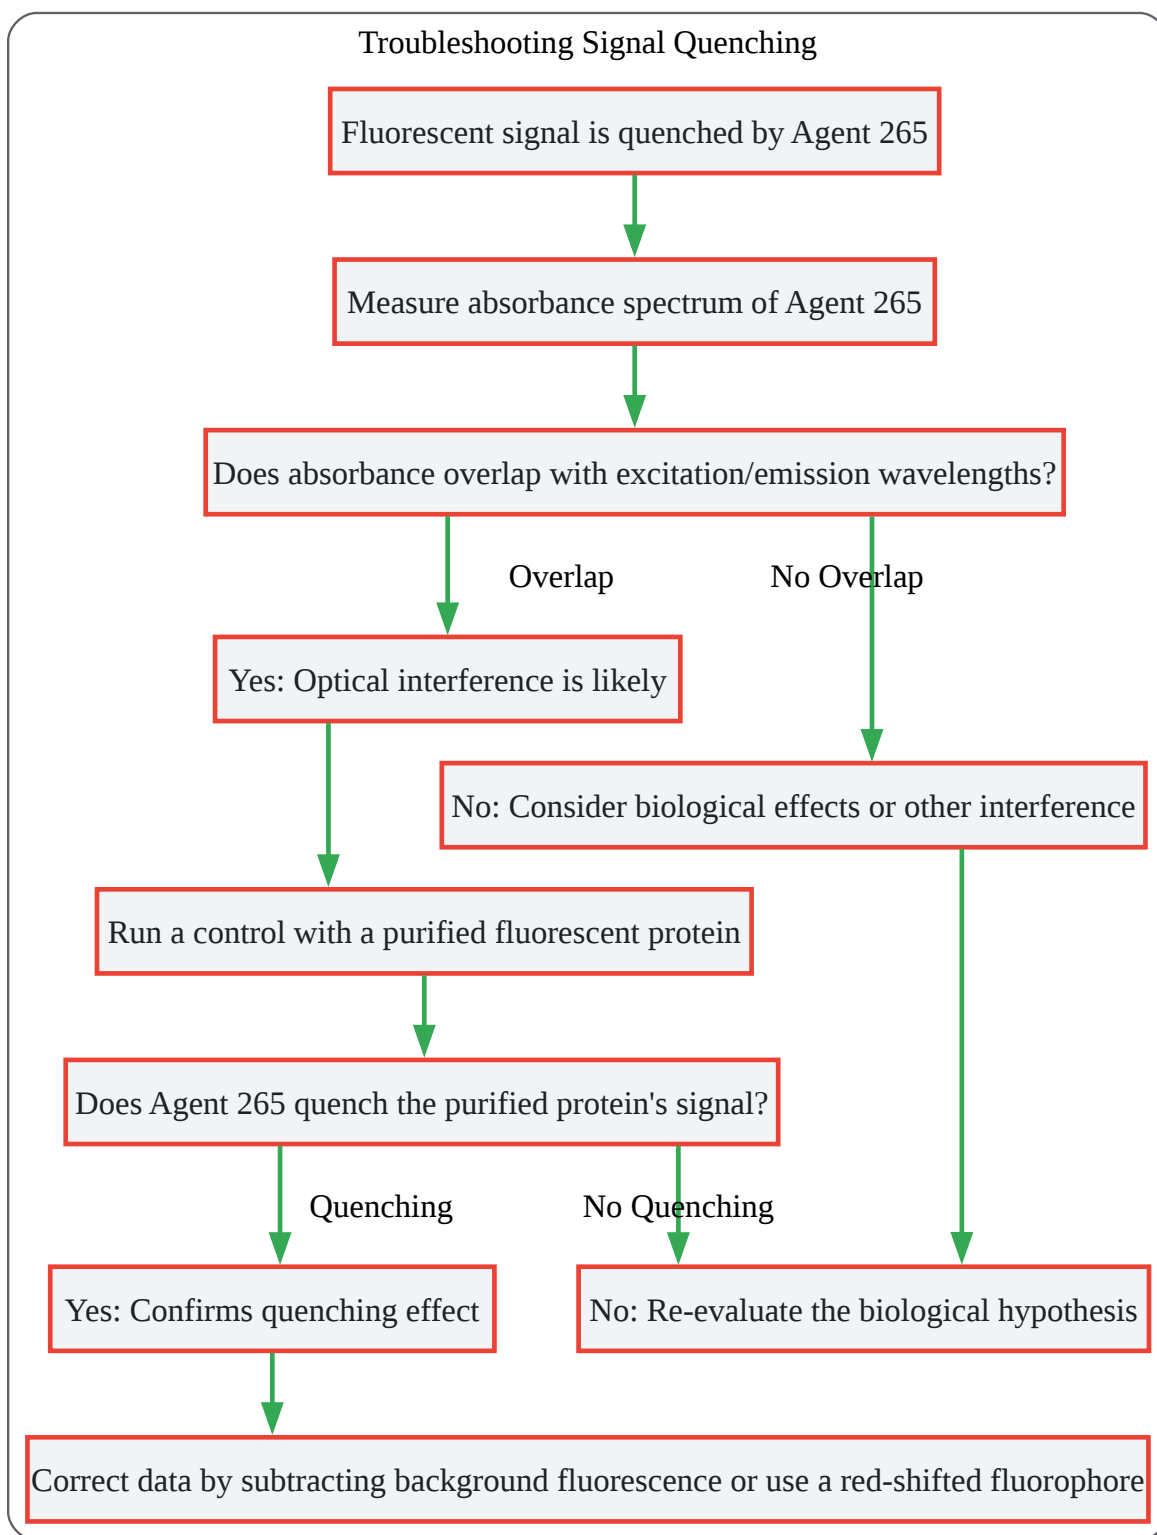 Troubleshooting Signal Quenching
Fluorescent signal is quenched by Agent 265
Measure absorbance spectrum of Agent 265
Does absorbance overlap with excitation/emission wavelengths?
Overlap
No Overlap
Yes: Optical interference is likely
No: Consider biological effects or other interference
Run a control with a purified fluorescent protein
Does Agent 265 quench the purified protein's signal?
Quenching
No Quenching
Yes: Confirms quenching effect
No: Re-evaluate the biological hypothesis
Correct data by subtracting background fluorescence or use a red-shifted fluorophore